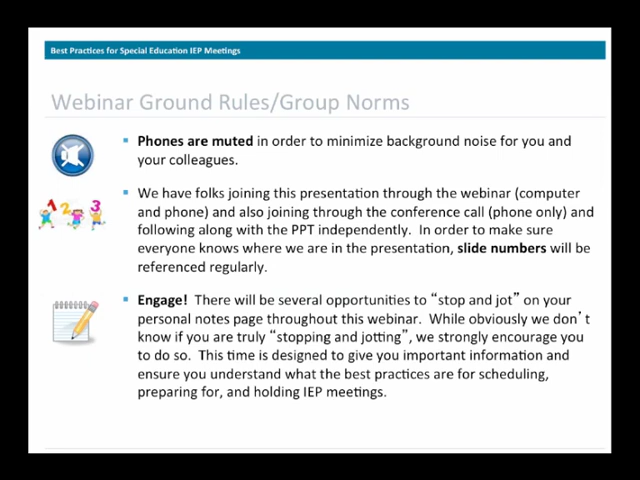 Best Practices for Special Education IEP Meetings
Webinar Ground Rules/Group Norms
▪ Phones are muted in order to minimize background noise for you and
your colleagues.
1 2 3
▪ We have folks joining this presentation through the webinar (computer
and phone) and also joining through the conference call (phone only) and
following along with the PPT independently. In order to make sure
everyone knows where we are in the presentation, slide numbers will be
referenced regularly.
▪ Engage! There will be several opportunities to “stop and jot” on your
personal notes page throughout this webinar. While obviously we don’t
know if you are truly “stopping and jotting”, we strongly encourage you
to do so. This time is designed to give you important information and
ensure you understand what the best practices are for scheduling,
preparing for, and holding IEP meetings.